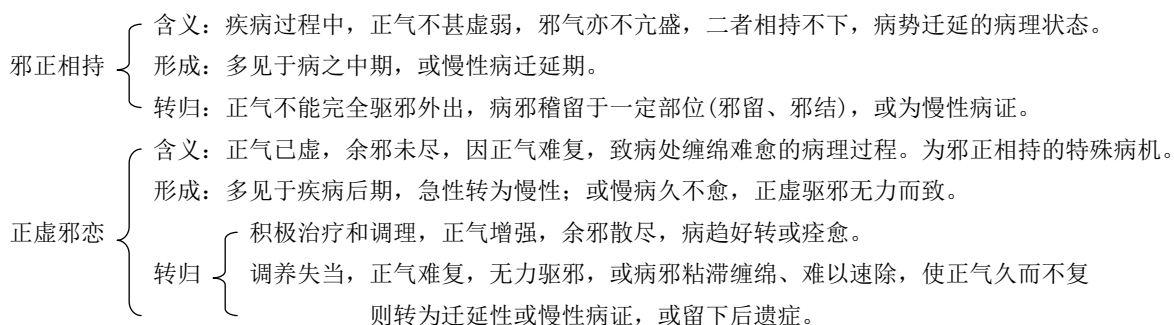 含义：疾病过程中，正气不甚虚弱，邪气亦不亢盛，二者相持不下，病势迁延的病理状态。
邪正相持
形成：多见于病之中期，或慢性病迁延期。
转归：正气不能完全驱邪外出，病邪稽留于一定部位(邪留、邪结)，或为慢性病证。
含义：正气已虚，余邪未尽，因正气难复，致病处缠绵难愈的病理过程。为邪正相持的特殊病机。
形成：多见于疾病后期，急性转为慢性；或慢病久不愈，正虚驱邪无力而致。
正虚邪恋
积极治疗和调理，正气增强，余邪散尽，病趋好转或痊愈。
转归
调养失当，正气难复，无力驱邪，或病邪粘滞缠绵、难以速除，使正气久而不复
则转为迁延性或慢性病证，或留下后遗症。